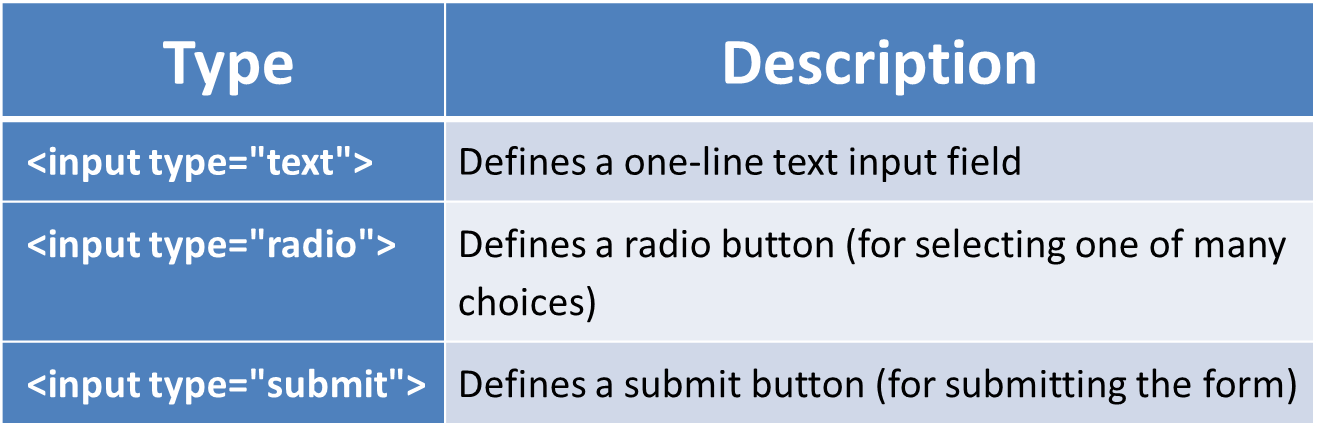 Type Description
<input type="text"> Defines a one-line text input field
<input type="radio"> Defines a radio button (for selecting one of many
choices)
<input type="submit"> Defines a submit button (for submitting the form)